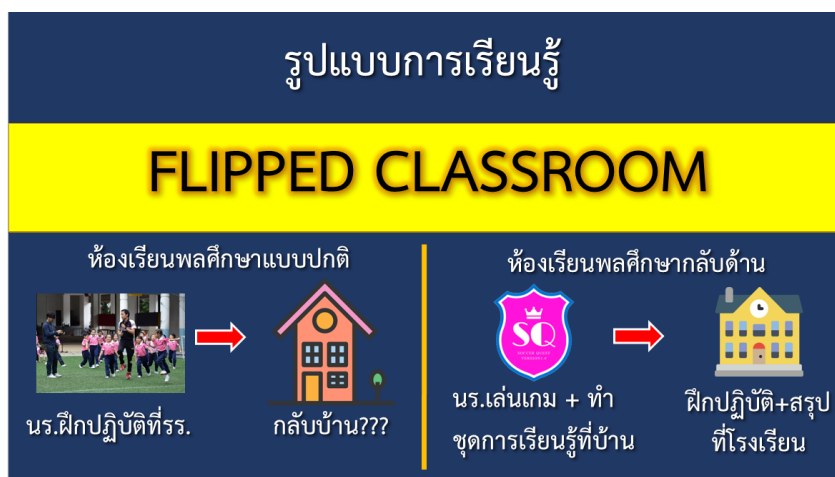 รูปแบบการเรียนรู้
FLIPPED CLASSROOM
ห้องเรียนพลศึกษาแบบปกติ
นร.ฝึกปฏิบัติที่รร.
กลับบ้าน???
ห้องเรียนพลศึกษากลับด้าน
SQ
นร.เล่นเกม + ทำ
ชุดการเรียนรู้ที่บ้าน
ฝึกปฏิบัติ+สรุป
ที่โรงเรียน